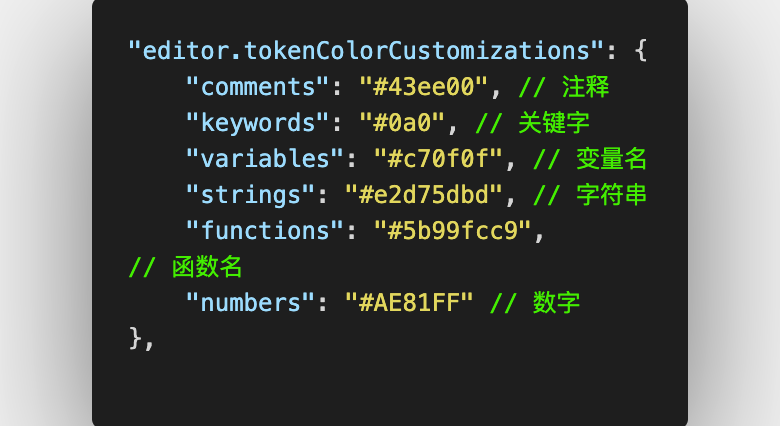 "editor.tokenColorCustomizations": {
    "comments": "#43ee00", // 注释
    "keywords": "#0a0", // 关键字
    "variables": "#c70f0f", // 变量名
    "strings": "#e2d75dbd", // 字符串
    "functions": "#5b99fcc9",
// 函数名
    "numbers": "#AE81FF" // 数字
},